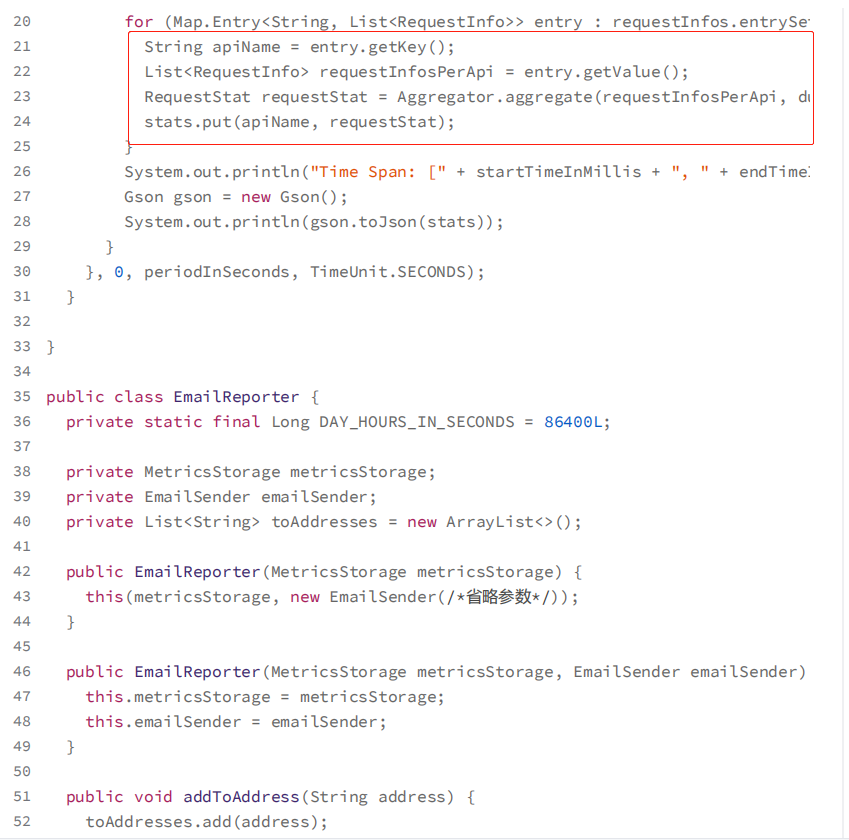 20 for (Map.Entry<String, List<RequestInfo>> entry : requestInfos.entrySet
21 String apiName = entry.getKey();
22 List<RequestInfo> requestInfosPerApi = entry.getValue();
23 RequestStat requestStat = Aggregator.aggregate(requestInfosPerApi, du
24 stats.put(apiName, requestStat);
25 }
26 System.out.println("Time Span: [" + startTimeInMillis + ", " + endTimeI
27 Gson gson = new Gson();
28 System.out.println(gson.toJson(stats));
29 }
30 }, 0, periodInSeconds, TimeUnit.SECONDS);
31 }
32
33 }
34
35 public class EmailReporter {
36 private static final Long DAY_HOURS_IN_SECONDS = 86400L;
37
38 private MetricsStorage metricsStorage;
39 private EmailSender emailSender;
40 private List<String> toAddresses = new ArrayList<>();
41
42 public EmailReporter(MetricsStorage metricsStorage) {
43 this(metricsStorage, new EmailSender(/*省略参数*/));
44 }
45
46 public EmailReporter(MetricsStorage metricsStorage, EmailSender emailSender)
47 this.metricsStorage = metricsStorage;
48 this.emailSender = emailSender;
49 }
50
51 public void addToAddress(String address) {
52 toAddresses.add(address);